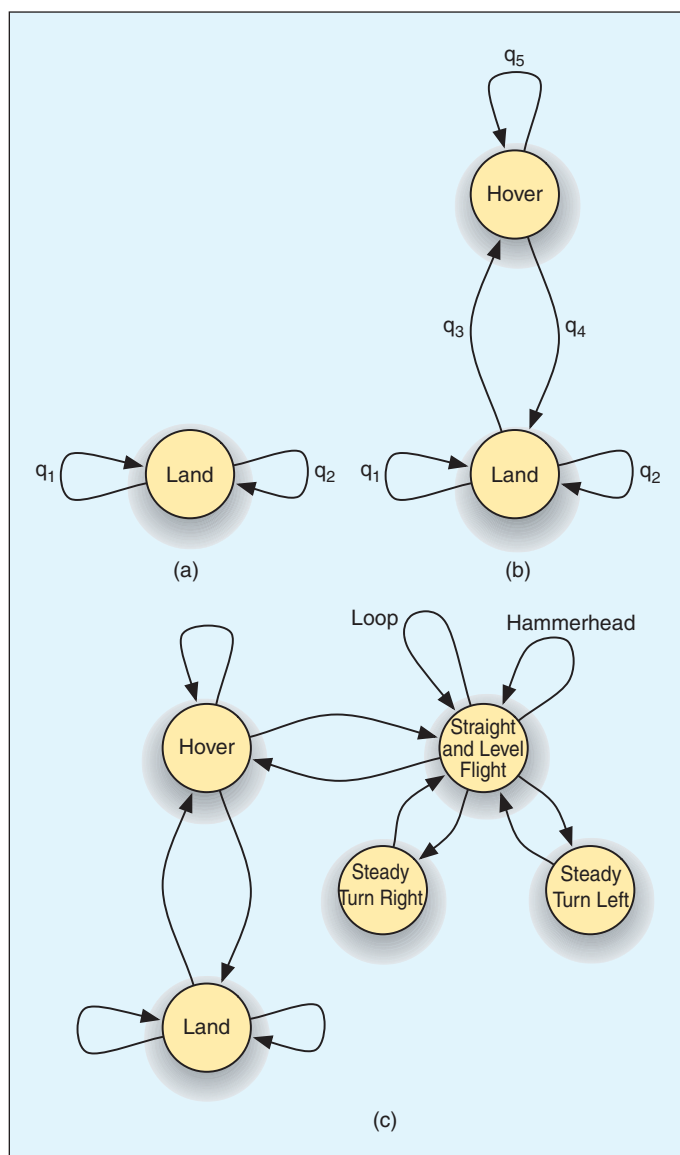 q5
Hover
q3
q4
q1
Land
q2
q1
Land
q2
(a)
(b)
Loop
Hammerhead
Hover
Straight
and Level
Flight
Steady
Turn Right
Steady
Turn Left
Land
(c)